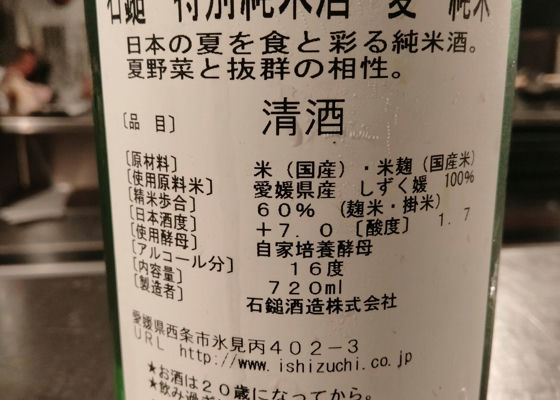 石鎚 特別純米酒 夏 純米
日本の夏を食と彩る純米酒。
夏野菜と抜群の相性。
〔品 目〕 清酒
〔原材料〕 米（国産）・米麹（国産米）
〔使用原料米〕 愛媛県産 しずく媛 100%
〔精米歩合〕 60%（麹米・掛米）
〔日本酒度〕 +7.0 〔酸度〕 1.7
〔使用酵母〕 自家培養酵母
〔アルコール分〕 16度
〔内容量〕 720ml
〔製造者〕 石鎚酒造株式会社
愛媛県西条市氷見丙402-3
URL http://www.ishizuchi.co.jp
★お酒は20歳になってから。
★飲み過ぎ